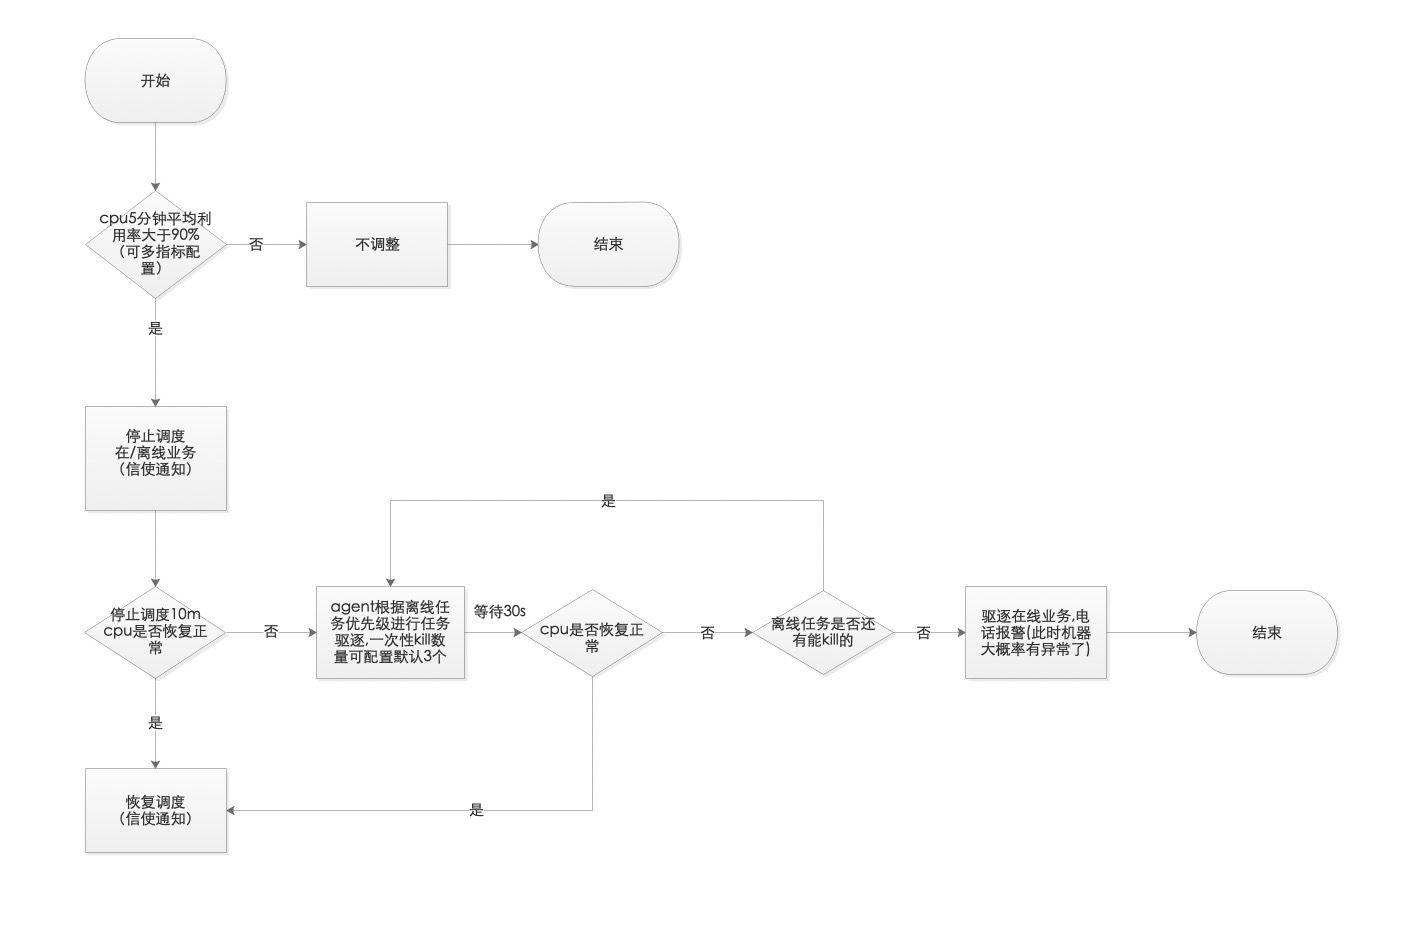 开始
cpu5分钟平均利
用率大于90%
（可多指标配
置）
否
不调整
结束
是
停止调度
在/离线业务
（信使通知）
是
停止调度10m
cpu是否恢复正
常
否
agent根据离线任
务优先级进行任务
驱逐,一次性kill数
量可配置默认3个
等待30s
cpu是否恢复正
常
否
离线任务是否还
有能kill的
否
驱逐在线业务,电
话报警(此时机器
大概率有异常了)
结束
是
恢复调度
（信使通知）
是